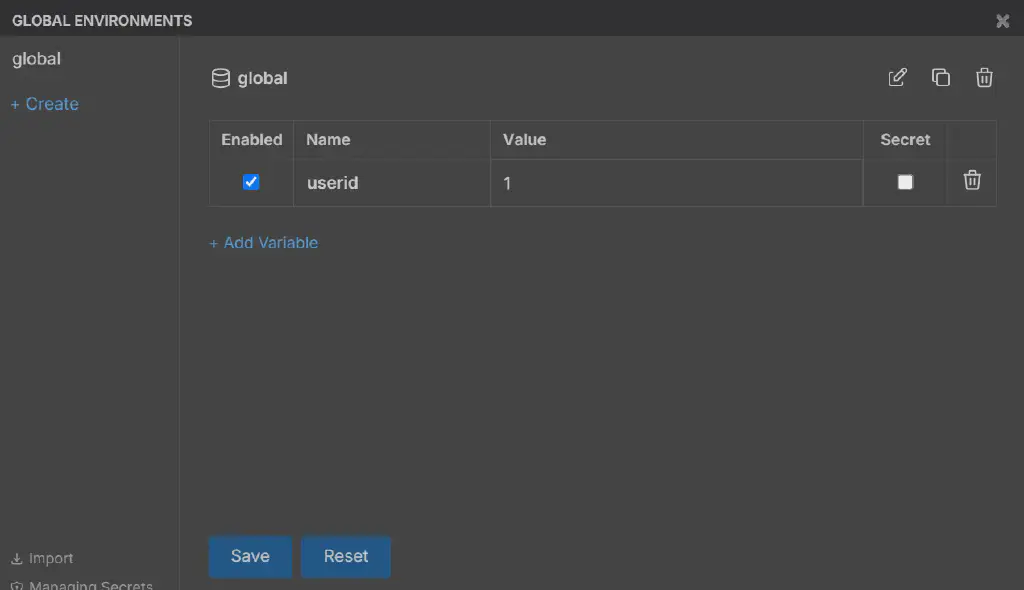 GLOBAL ENVIRONMENTS
global
+ Create
global
Enabled Name Value Secret
userid 1
+ Add Variable
Save Reset
Import
Managing Secrets